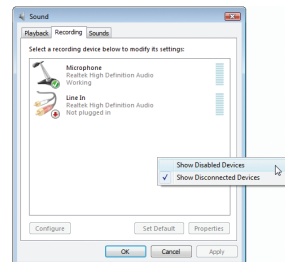 Sound
Playback Recording Sounds
Select a recording device below to modify its settings:
Microphone
Realtek High Definition Audio
Working
Line In
Realtek High Definition Audio
Not plugged in
Show Disabled Devices
✓ Show Disconnected Devices
Configure Set Default Properties
OK Cancel Apply